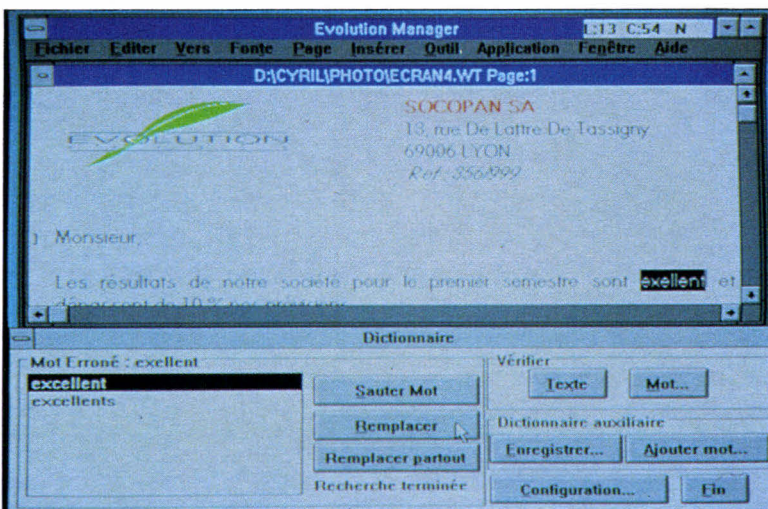 Evolution Manager
L:13 C:54 N
Fichier Editer Vers Fonte Page Insérer Outil Application Fenêtre Aide
D:\CYRIL\PHOTO\ECRAN4.WT Page:1
EVOLUTION
SOCOPAN SA
13, rue De Lattre De Tassigny
69006 LYON
Ref:
Monsieur,
Les résultats de notre société pour le premier semestre sont exellent et
dépassent de 10 %
Dictionnaire
Mot Erroné : exellent
excellent
excellents
Sauter Mot
Remplacer
Remplacer partout
Recherche terminée
Vérifier
Texte
Mot...
Dictionnaire auxiliaire
Enregistrer...
Ajouter mot...
Configuration...
Fin